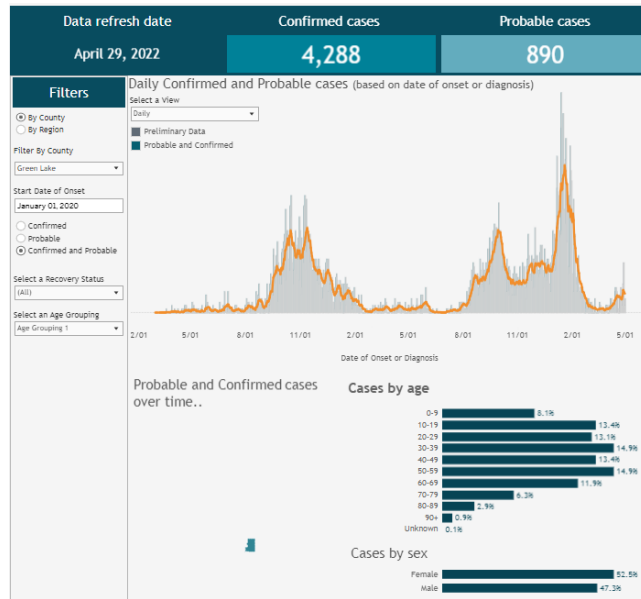 Data refresh date
Confirmed cases
Probable cases
April 29, 2022
4,288
890
Filters
By County
By Region
Filter By County
Green Lake
Start Date of Onset
January 01, 2020
Confirmed
Probable
Confirmed and Probable
Select a Recovery Status
(All)
Select an Age Grouping
Age Grouping 1
Daily Confirmed and Probable cases (based on date of onset or diagnosis)
Select a View
Daily
Preliminary Data
Probable and Confirmed
2/01 5/01 8/01 11/01 2/01 5/01 8/01 11/01 2/01 5/01
Date of Onset or Diagnosis
Probable and Confirmed cases
over time..
Cases by age
0-9 8.1%
10-19 13.4%
20-29 13.1%
30-39 14.9%
40-49 13.4%
50-59 14.9%
60-69 11.9%
70-79 6.3%
80-89 2.9%
90+ 0.9%
Unknown 0.1%
Cases by sex
Female 52.5%
Male 47.3%